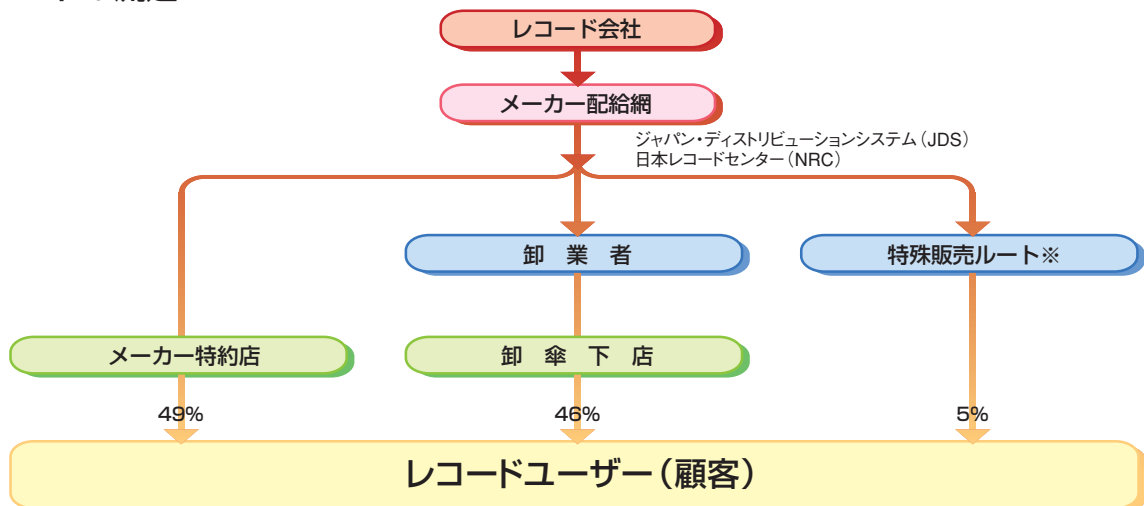 レコード会社
メーカー配給網
ジャパン・ディストリビューションシステム(JDS)
日本レコードセンター(NRC)
卸 業 者
特殊販売ルート※
メーカー特約店
卸 傘 下 店
49%
46%
5%
レコードユーザー(顧客)